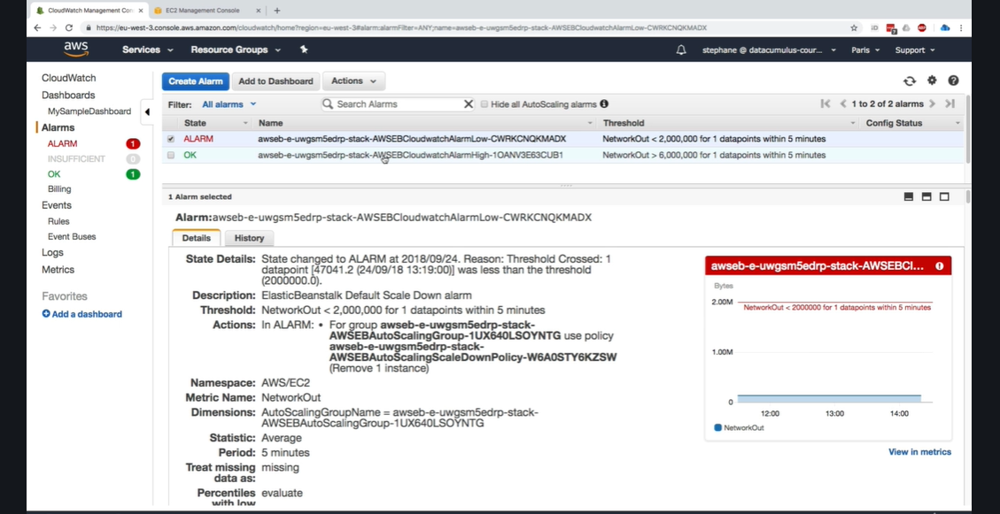 CloudWatch Management Con
EC2 Management Console
https://eu-west-3.console.aws.amazon.com/cloudwatch/home?region=eu-west-3#alarm:alarmFilter=ANY;name=awseb-e-uwgsm5edrp-stack-AWSEBCloudwatchAlarmLow-CWRKCNQKMADX
aws Services Resource Groups stephane @ datacumulus-cour... Paris Support
CloudWatch
Dashboards
MySampleDashboard
Alarms
ALARM 1
INSUFFICIENT 0
OK 1
Billing
Events
Rules
Event Buses
Logs
Metrics
Favorites
Add a dashboard
Create Alarm Add to Dashboard Actions
Filter: All alarms Search Alarms Hide all AutoScaling alarms 1 to 2 of 2 alarms
State Name Threshold Config Status
ALARM awseb-e-uwgsm5edrp-stack-AWSEBCloudwatchAlarmLow-CWRKCNQKMADX NetworkOut < 2,000,000 for 1 datapoints within 5 minutes
OK awseb-e-uwgsm5edrp-stack-AWSEBCloudwatchAlarmHigh-1OANV3E63CUB1 NetworkOut > 6,000,000 for 1 datapoints within 5 minutes
1 Alarm selected
Alarm:awseb-e-uwgsm5edrp-stack-AWSEBCloudwatchAlarmLow-CWRKCNQKMADX
Details History
State Details: State changed to ALARM at 2018/09/24. Reason: Threshold Crossed: 1
datapoint [47041.2 (24/09/18 13:19:00)] was less than the threshold
(2000000.0).
Description: ElasticBeanstalk Default Scale Down alarm
Threshold: NetworkOut < 2,000,000 for 1 datapoints within 5 minutes
Actions: In ALARM: • For group awseb-e-uwgsm5edrp-stack-
AWSEBAutoScalingGroup-1UX640LSOYNTG use policy
awseb-e-uwgsm5edrp-stack-
AWSEBAutoScalingScaleDownPolicy-W6A0STY6KZSW
(Remove 1 instance)
Namespace: AWS/EC2
Metric Name: NetworkOut
Dimensions: AutoScalingGroupName = awseb-e-uwgsm5edrp-stack-
AWSEBAutoScalingGroup-1UX640LSOYNTG
Statistic: Average
Period: 5 minutes
Treat missing missing
data as:
Percentiles evaluate
with low
awseb-e-uwgsm5edrp-stack-AWSEBCl...
Bytes
2.00M
NetworkOut < 2000000 for 1 datapoints within 5 minutes
1.00M
0
12:00 13:00 14:00
NetworkOut
View in metrics